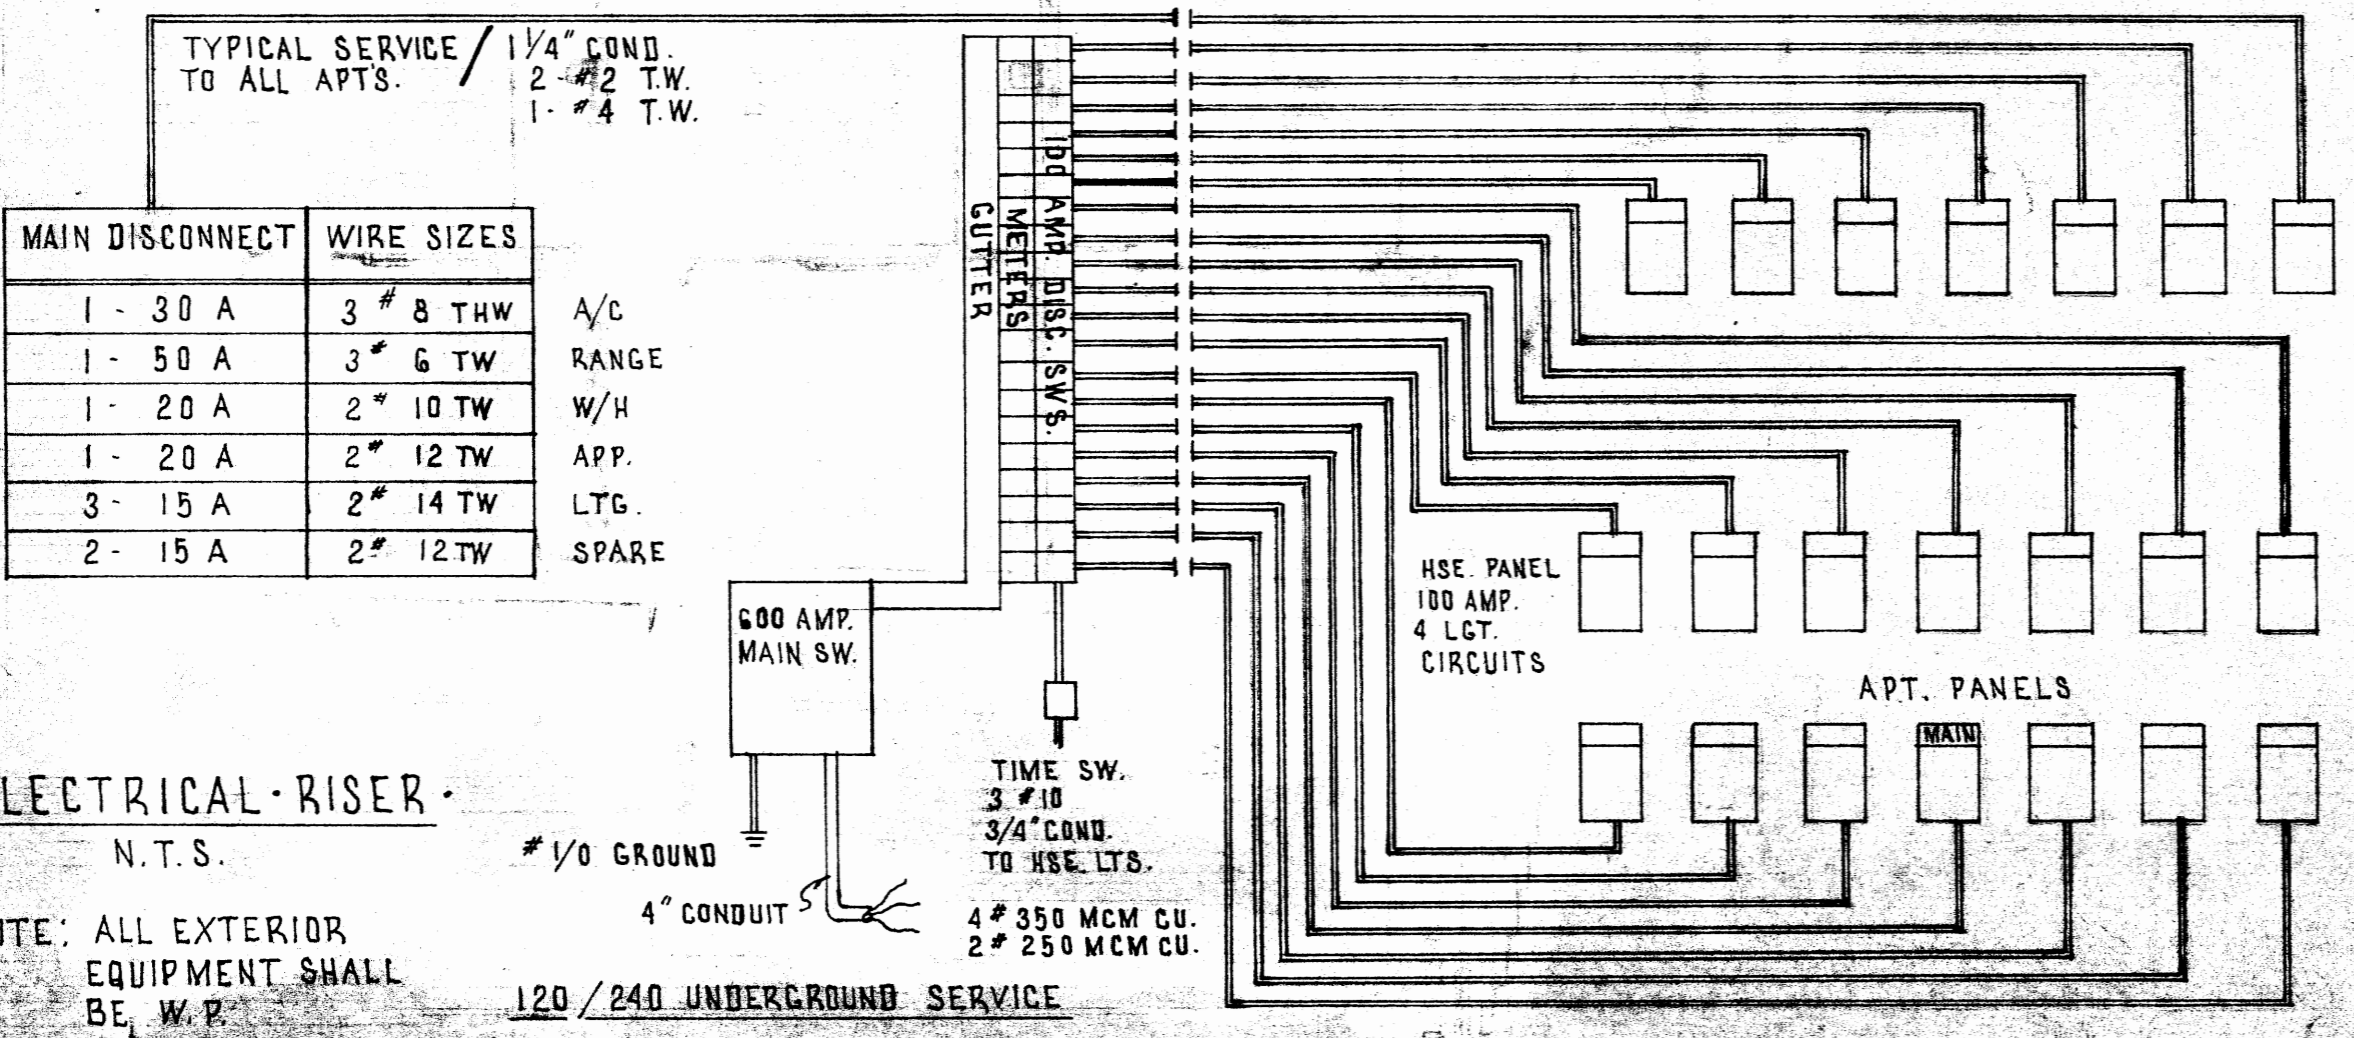 TYPICAL SERVICE / 1 1/4" COND.
TO ALL APT'S. 2 - #2 T.W.
1 - #4 T.W.
MAIN DISCONNECT WIRE SIZES
1 - 30 A 3 # 8 THW A/C
1 - 50 A 3 # 6 TW RANGE
1 - 20 A 2 # 10 TW W/H
1 - 20 A 2 # 12 TW APP.
3 - 15 A 2 # 14 TW LTG.
2 - 15 A 2 # 12 TW SPARE
GUTTER
METERS
100 AMP. DISC. SWS.
600 AMP.
MAIN SW.
HSE. PANEL
100 AMP.
4 LGT.
CIRCUITS
APT. PANELS
MAIN
TIME SW.
3 #10
3/4" COND.
TO HSE. LTS.
LECTRICAL · RISER ·
N.T.S.
# 1/0 GROUND
4" CONDUIT
4 # 350 MCM CU.
2 # 250 MCM CU.
120 / 240 UNDERGROUND SERVICE
TE: ALL EXTERIOR
EQUIPMENT SHALL
BE W.P.